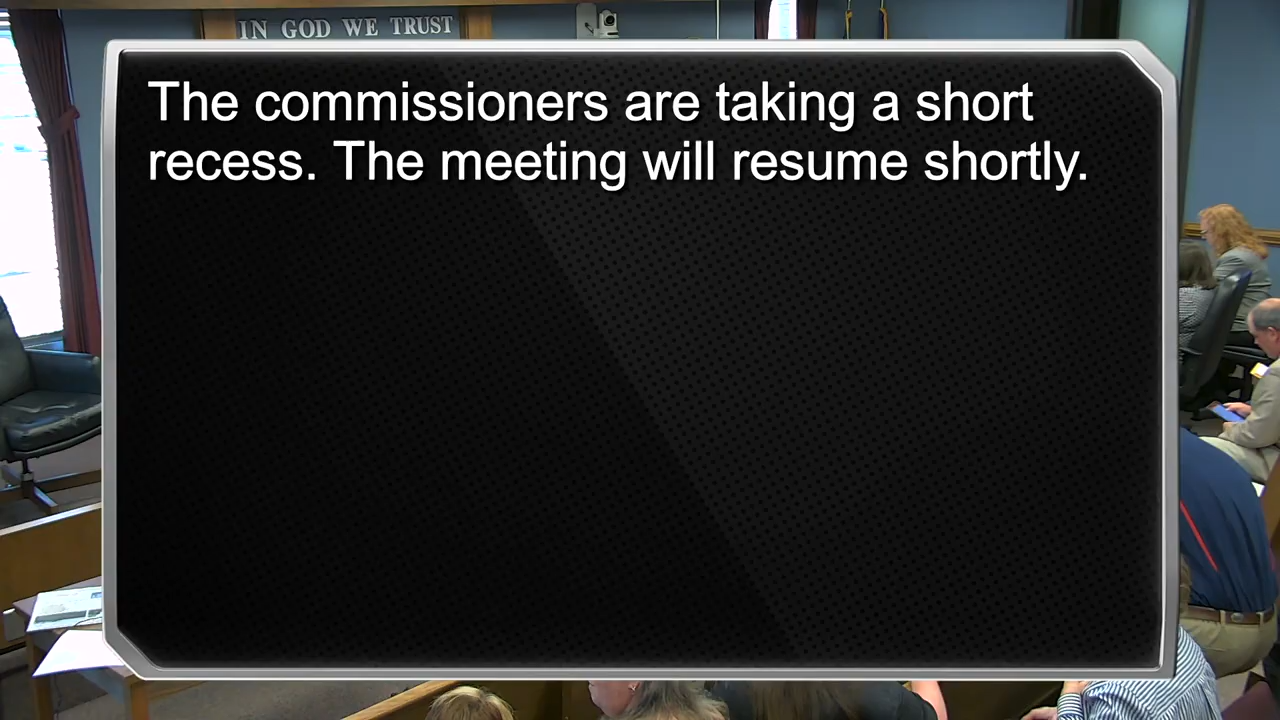 IN GOD WE TRUST
The commissioners are taking a short
recess. The meeting will resume shortly.